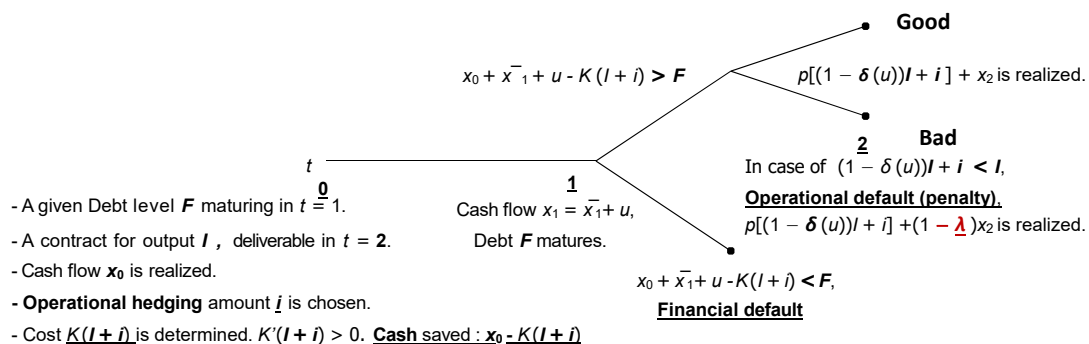 Good
x₀ + x̄₁ + u - K (I + i) > F
p[(1 − δ (u))I + i ] + x₂ is realized.
2
Bad
t
0
1
In case of (1 − δ (u))I + i < I,
- A given Debt level F maturing in t = 1.
Cash flow x₁ = x̄₁+ u,
Operational default (penalty),
- A contract for output I , deliverable in t = 2.
Debt F matures.
p[(1 − δ (u))I + i] +(1 − λ )x₂ is realized.
- Cash flow x₀ is realized.
x₀ + x̄₁+ u -K(I + i) < F,
- Operational hedging amount i is chosen.
Financial default
- Cost K(I + i) is determined. K’(I + i) > 0. Cash saved : x₀ - K(I + i)